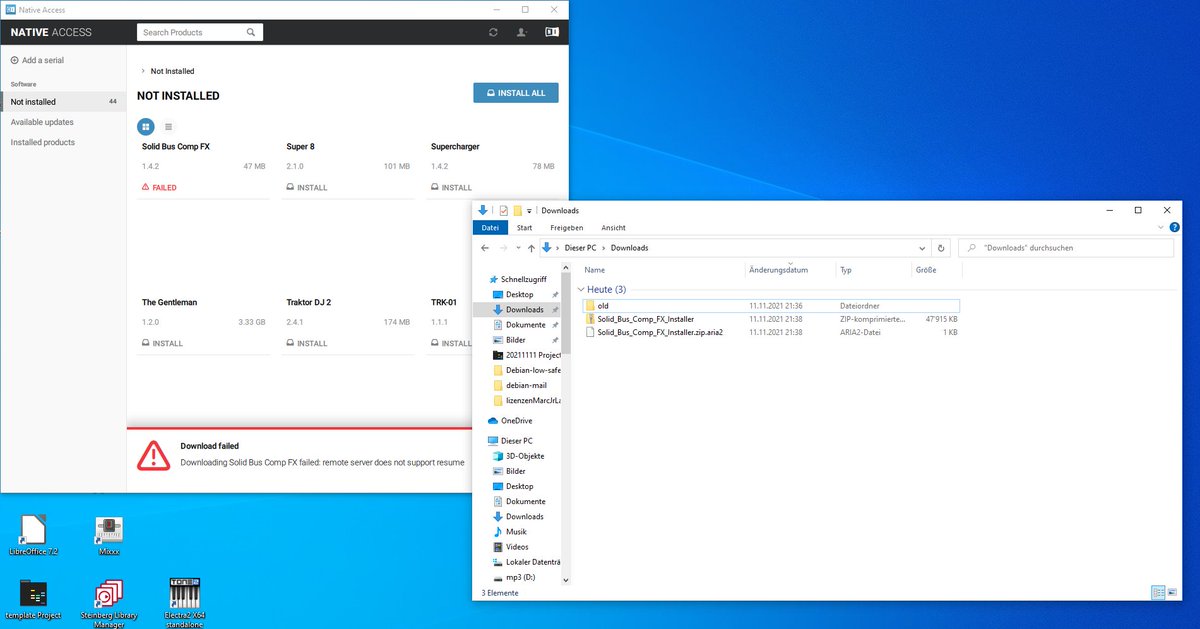 Native Access
NATIVE ACCESS
Search Products
Add a serial
Software
Not installed 44
Available updates
Installed products
Not Installed
NOT INSTALLED
INSTALL ALL
Solid Bus Comp FX
1.4.2 47 MB
FAILED
Super 8
2.1.0 101 MB
INSTALL
Supercharger
1.4.2 78 MB
INSTALL
The Gentleman
1.2.0 3.33 GB
INSTALL
Traktor DJ 2
2.4.1 174 MB
INSTALL
TRK-01
1.1.1
INSTALL
Download failed
Downloading Solid Bus Comp FX failed: remote server does not support resume
Downloads
Datei Start Freigeben Ansicht
Dieser PC Downloads
"Downloads" durchsuchen
Schnellzugriff
Desktop
Downloads
Dokumente
Bilder
20211111 Project
Debian-low-safe
debian-mail
lizenzenMarcJrLa
OneDrive
Dieser PC
3D-Objekte
Bilder
Desktop
Dokumente
Downloads
Musik
Videos
Lokaler Datenträ
mp3 (D:)
Name Änderungsdatum Typ Größe
Heute (3)
old 11.11.2021 21:36 Dateiordner
Solid_Bus_Comp_FX_Installer 11.11.2021 21:38 ZIP-komprimierte... 47'915 KB
Solid_Bus_Comp_FX_Installer.zip.aria2 11.11.2021 21:38 ARIA2-Datei 1 KB
3 Elemente
LibreOffice 7.2
Mixxx
template Project
Steinberg Library
Manager
Electra2 X64
standalone